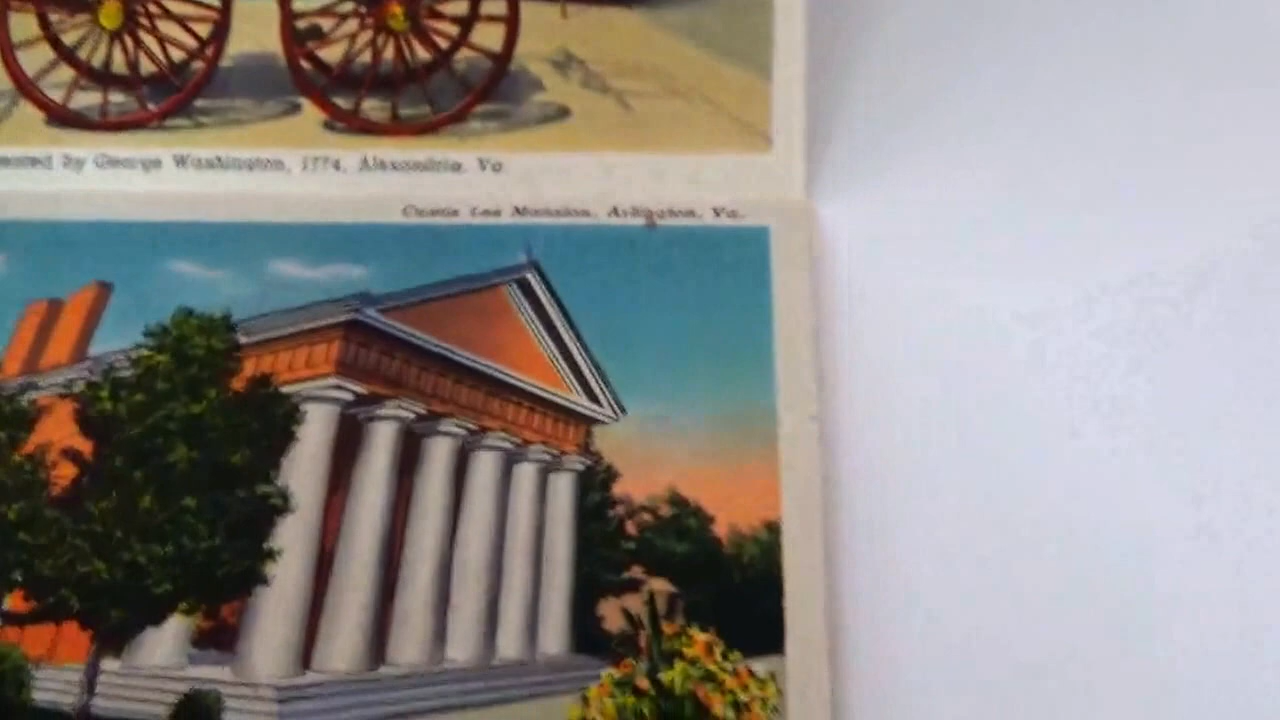 by George Washington, 1774, Alexandria, Va
Custis Lee Mansion, Arlington, Va.